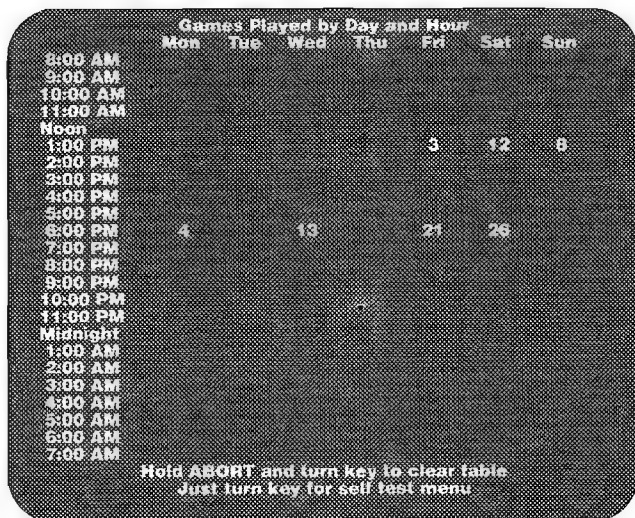 Games Played by Day and Hour
Mon Tue Wed Thu Fri Sat Sun
8:00 AM
9:00 AM
10:00 AM
11:00 AM
Noon
1:00 PM 3 12 8
2:00 PM
3:00 PM
4:00 PM
5:00 PM
6:00 PM 4 13 21 26
7:00 PM
8:00 PM
9:00 PM
10:00 PM
11:00 PM
Midnight
1:00 AM
2:00 AM
3:00 AM
4:00 AM
5:00 AM
6:00 AM
7:00 AM
Hold ABORT and turn key to clear table
Just turn key for self test menu